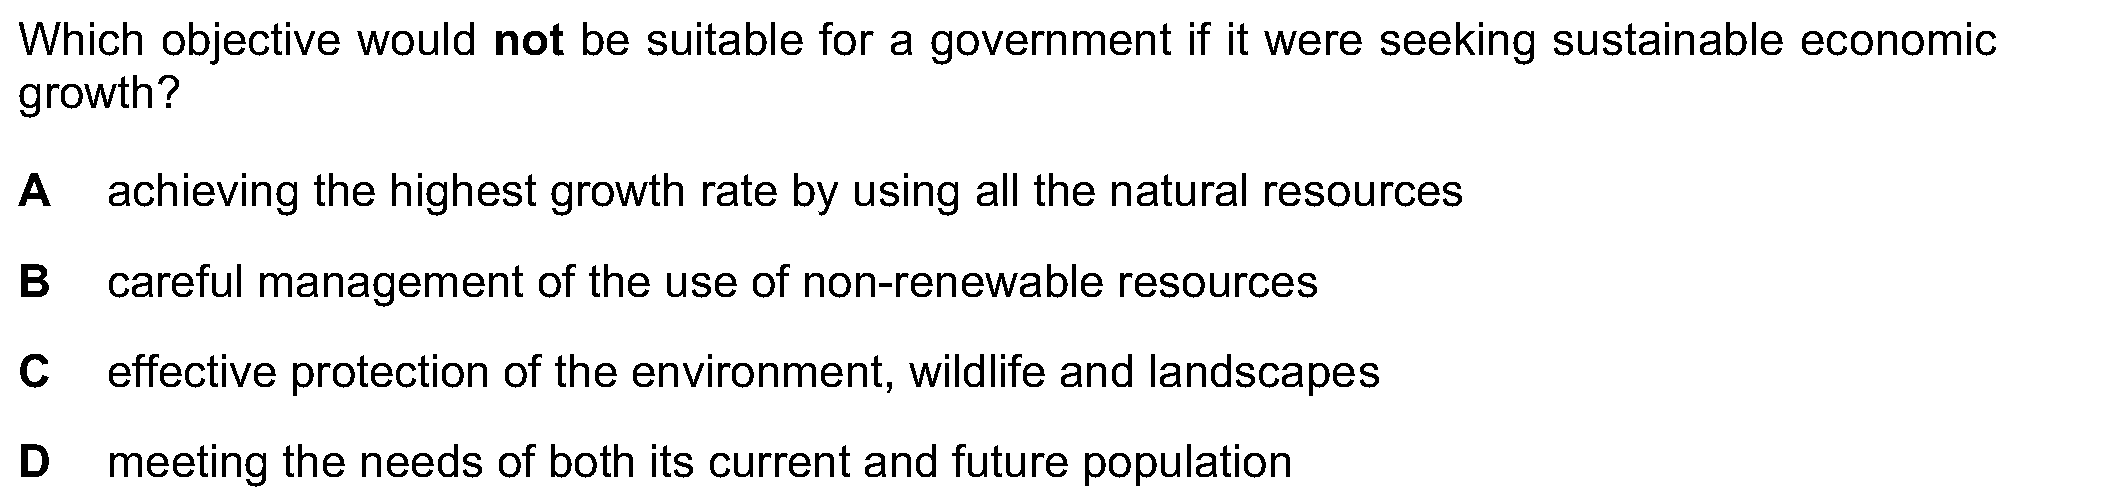 Which objective would not be suitable for a government if it were seeking sustainable economic
growth?
A achieving the highest growth rate by using all the natural resources
B careful management of the use of non-renewable resources
C effective protection of the environment, wildlife and landscapes
D meeting the needs of both its current and future population